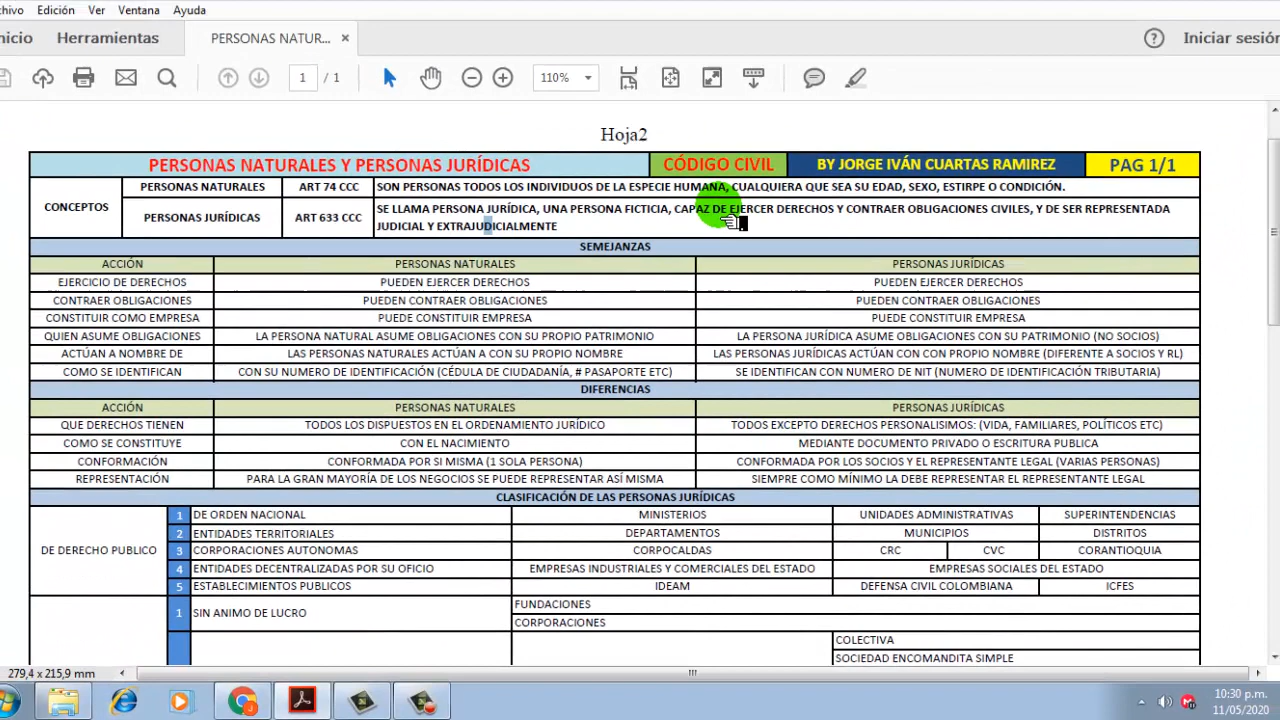 chivo Edición Ver Ventana Ayuda
nicio Herramientas PERSONAS NATUR... × ? Iniciar sesión
1 / 1 110%
Hoja2
PERSONAS NATURALES Y PERSONAS JURÍDICAS CÓDIGO CIVIL BY JORGE IVÁN CUARTAS RAMIREZ PAG 1/1
CONCEPTOS PERSONAS NATURALES ART 74 CCC SON PERSONAS TODOS LOS INDIVIDUOS DE LA ESPECIE HUMANA, CUALQUIERA QUE SEA SU EDAD, SEXO, ESTIRPE O CONDICIÓN.
PERSONAS JURÍDICAS ART 633 CCC SE LLAMA PERSONA JURÍDICA, UNA PERSONA FICTICIA, CAPAZ DE EJERCER DERECHOS Y CONTRAER OBLIGACIONES CIVILES, Y DE SER REPRESENTADA
JUDICIAL Y EXTRAJUDICIALMENTE
SEMEJANZAS
ACCIÓN PERSONAS NATURALES PERSONAS JURÍDICAS
EJERCICIO DE DERECHOS PUEDEN EJERCER DERECHOS PUEDEN EJERCER DERECHOS
CONTRAER OBLIGACIONES PUEDEN CONTRAER OBLIGACIONES PUEDEN CONTRAER OBLIGACIONES
CONSTITUIR COMO EMPRESA PUEDE CONSTITUIR EMPRESA PUEDE CONSTITUIR EMPRESA
QUIEN ASUME OBLIGACIONES LA PERSONA NATURAL ASUME OBLIGACIONES CON SU PROPIO PATRIMONIO LA PERSONA JURÍDICA ASUME OBLIGACIONES CON SU PATRIMONIO (NO SOCIOS)
ACTÚAN A NOMBRE DE LAS PERSONAS NATURALES ACTÚAN A CON SU PROPIO NOMBRE LAS PERSONAS JURÍDICAS ACTÚAN CON CON PROPIO NOMBRE (DIFERENTE A SOCIOS Y RL)
COMO SE IDENTIFICAN CON SU NUMERO DE IDENTIFICACIÓN (CÉDULA DE CIUDADANÍA, # PASAPORTE ETC) SE IDENTIFICAN CON NUMERO DE NIT (NUMERO DE IDENTIFICACIÓN TRIBUTARIA)
DIFERENCIAS
ACCIÓN PERSONAS NATURALES PERSONAS JURÍDICAS
QUE DERECHOS TIENEN TODOS LOS DISPUESTOS EN EL ORDENAMIENTO JURÍDICO TODOS EXCEPTO DERECHOS PERSONALISIMOS: (VIDA, FAMILIARES, POLÍTICOS ETC)
COMO SE CONSTITUYE CON EL NACIMIENTO MEDIANTE DOCUMENTO PRIVADO O ESCRITURA PUBLICA
CONFORMACIÓN CONFORMADA POR SI MISMA (1 SOLA PERSONA) CONFORMADA POR LOS SOCIOS Y EL REPRESENTANTE LEGAL (VARIAS PERSONAS)
REPRESENTACIÓN PARA LA GRAN MAYORÍA DE LOS NEGOCIOS SE PUEDE REPRESENTAR ASÍ MISMA SIEMPRE COMO MÍNIMO LA DEBE REPRESENTAR EL REPRESENTANTE LEGAL
CLASIFICACIÓN DE LAS PERSONAS JURÍDICAS
DE DERECHO PUBLICO 1 DE ORDEN NACIONAL MINISTERIOS UNIDADES ADMINISTRATIVAS SUPERINTENDENCIAS
2 ENTIDADES TERRITORIALES DEPARTAMENTOS MUNICIPIOS DISTRITOS
3 CORPORACIONES AUTONOMAS CORPOCALDAS CRC CVC CORANTIOQUIA
4 ENTIDADES DECENTRALIZADAS POR SU OFICIO EMPRESAS INDUSTRIALES Y COMERCIALES DEL ESTADO EMPRESAS SOCIALES DEL ESTADO
5 ESTABLECIMIENTOS PUBLICOS IDEAM DEFENSA CIVIL COLOMBIANA ICFES
1 SIN ANIMO DE LUCRO FUNDACIONES
CORPORACIONES
COLECTIVA
SOCIEDAD ENCOMANDITA SIMPLE
279,4 x 215,9 mm
10:30 p.m.
11/05/2020